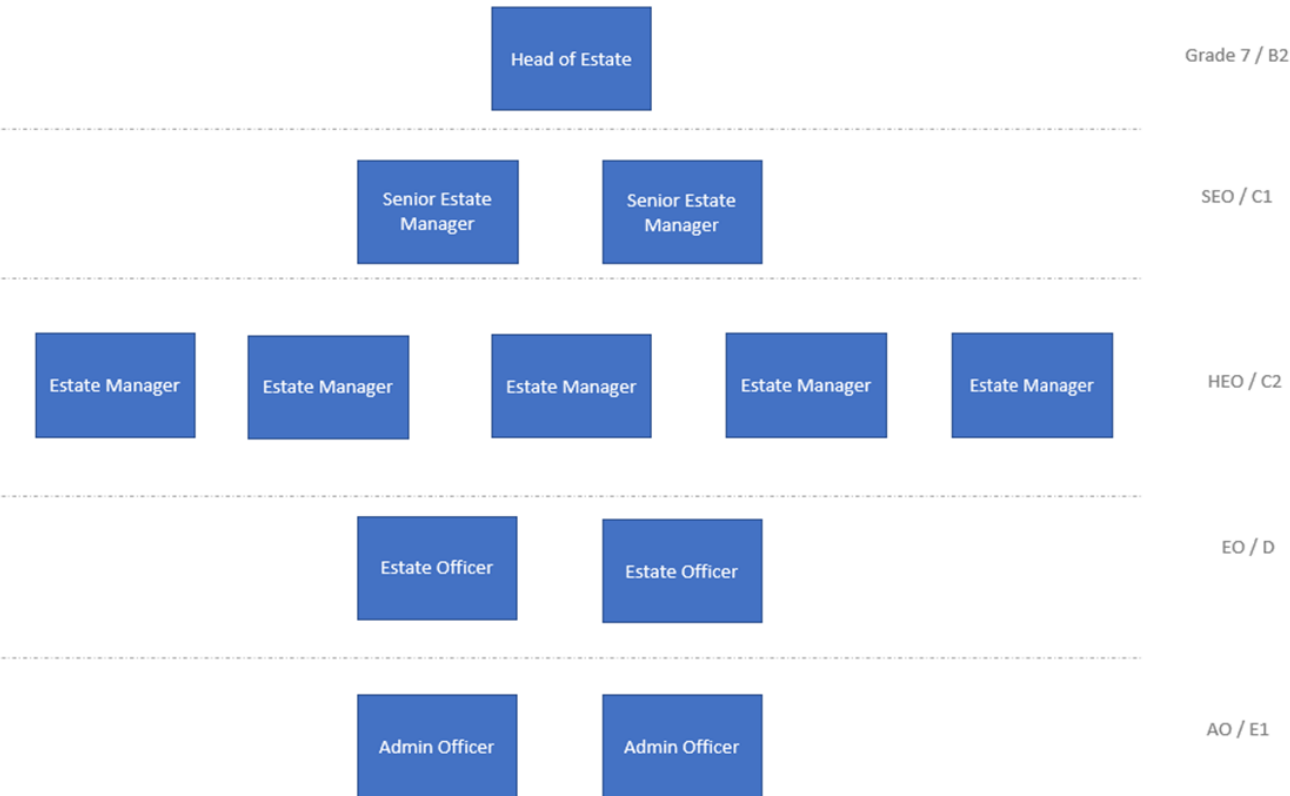 Head of Estate
Grade 7 / B2
Senior Estate
Manager
Senior Estate
Manager
SEO / C1
Estate Manager
Estate Manager
Estate Manager
Estate Manager
Estate Manager
HEO / C2
Estate Officer
Estate Officer
EO / D
Admin Officer
Admin Officer
AO / E1